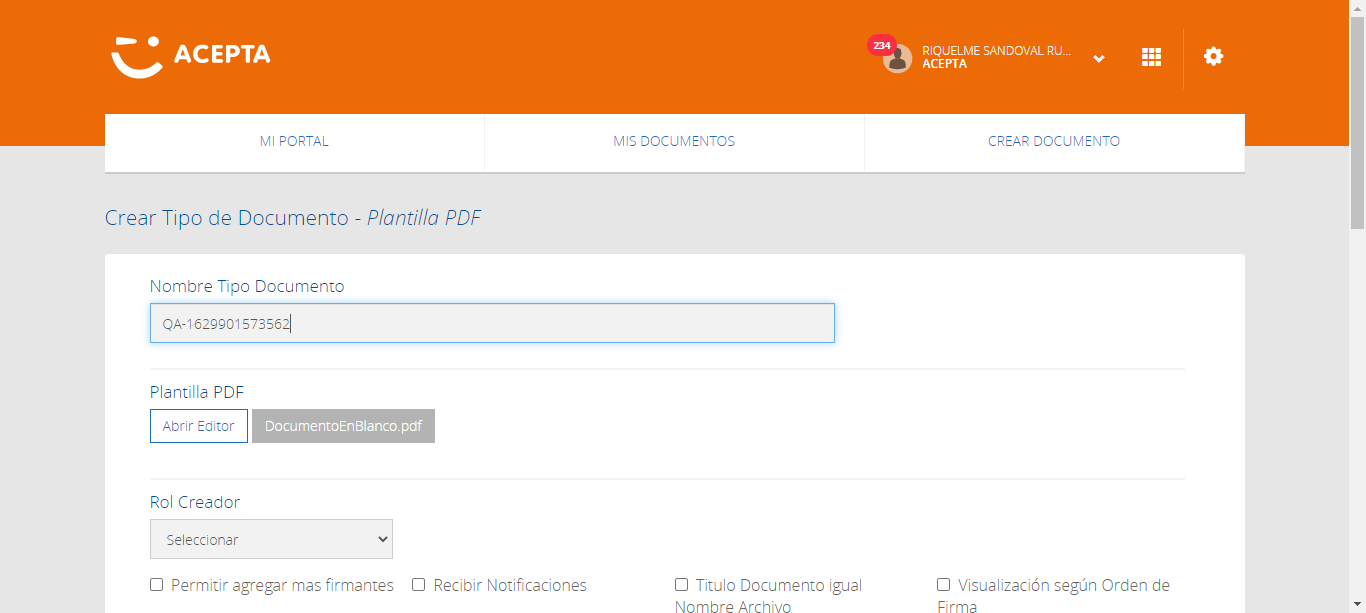 ACEPTA
234
RIQUELME SANDOVAL RU...
ACEPTA
MI PORTAL
MIS DOCUMENTOS
CREAR DOCUMENTO
Crear Tipo de Documento - Plantilla PDF
Nombre Tipo Documento
QA-1629901573562
Plantilla PDF
Abrir Editor
DocumentoEnBlanco.pdf
Rol Creador
Seleccionar
Permitir agregar mas firmantes
Recibir Notificaciones
Titulo Documento igual
Nombre Archivo
Visualización según Orden de
Firma